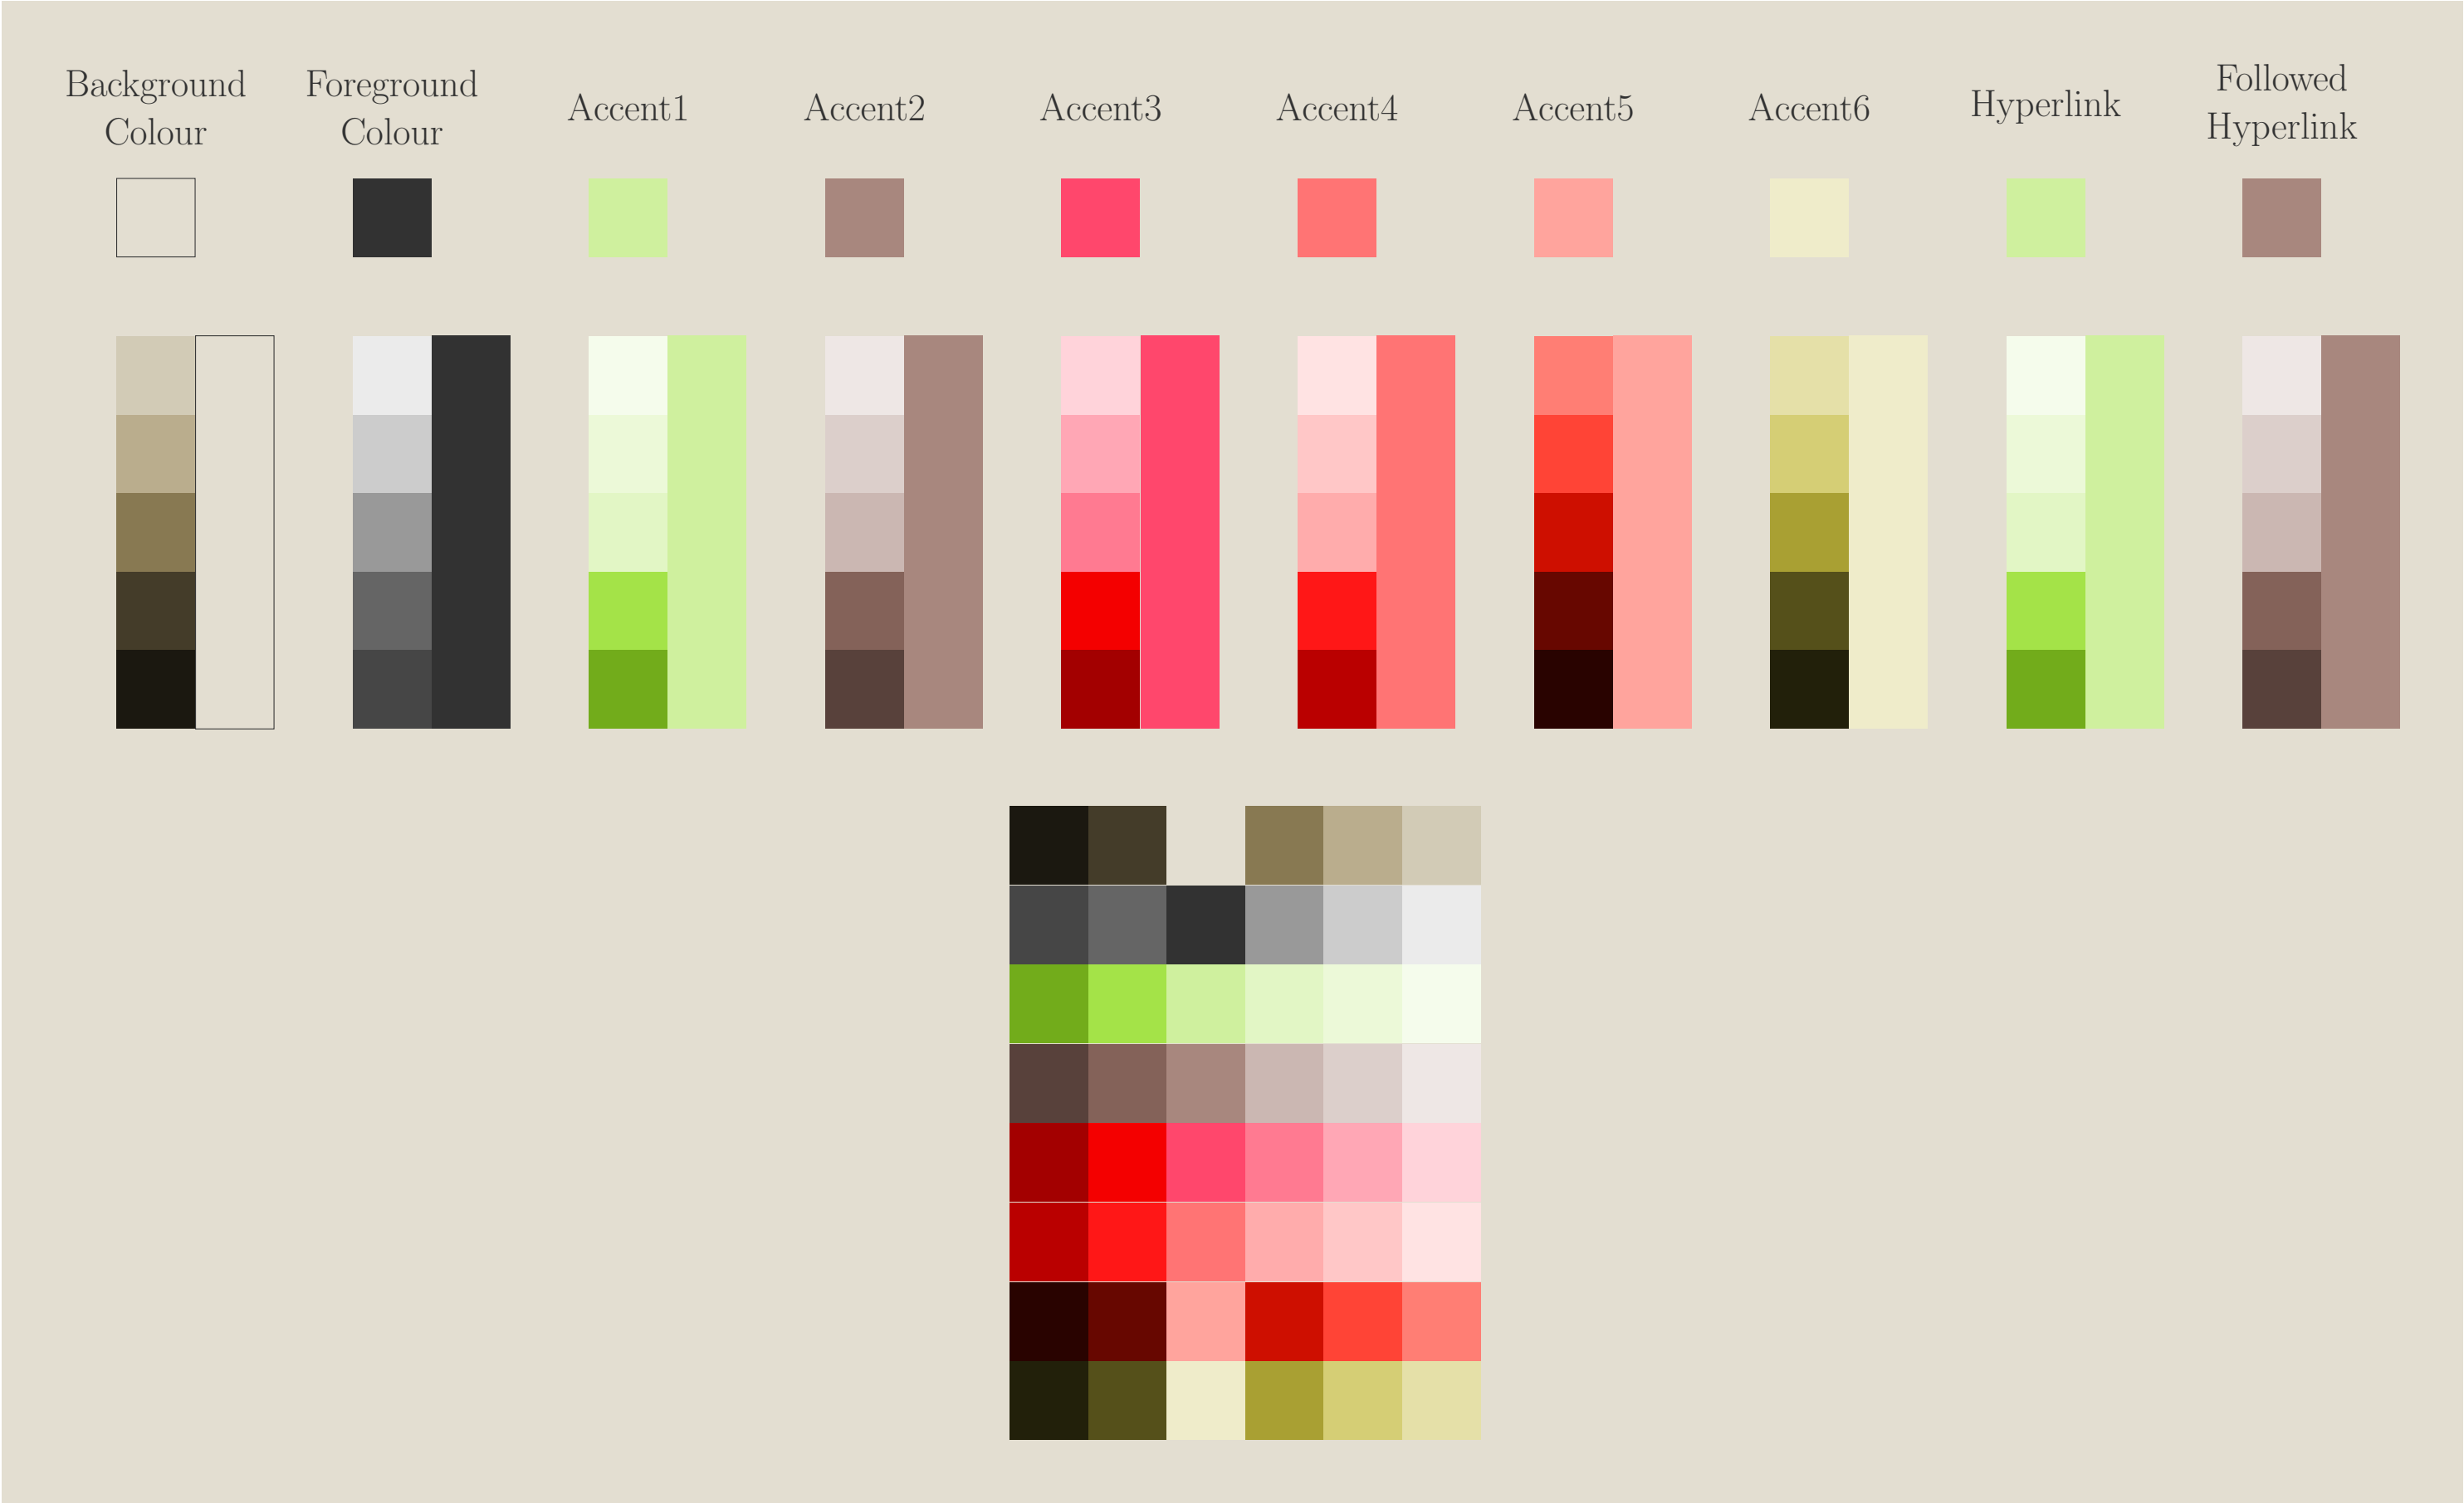 Background
Colour
Foreground
Colour
Accent1
Accent2
Accent3
Accent4
Accent5
Accent6
Hyperlink
Followed
Hyperlink